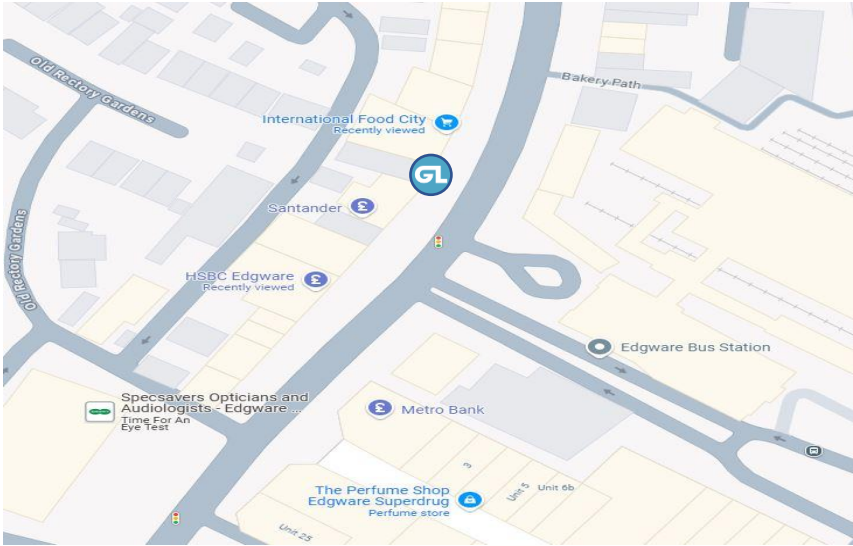 Old Rectory Gardens
Bakery Path
International Food City
Recently viewed
GL
Santander
£
HSBC Edgware
Recently viewed
£
Old Rectory Gardens
Edgware Bus Station
Specsavers Opticians and
Audiologists - Edgware ...
Time For An
Eye Test
£
Metro Bank
3
Unit 5
Unit 6b
The Perfume Shop
Edgware Superdrug
Perfume store
Unit 25